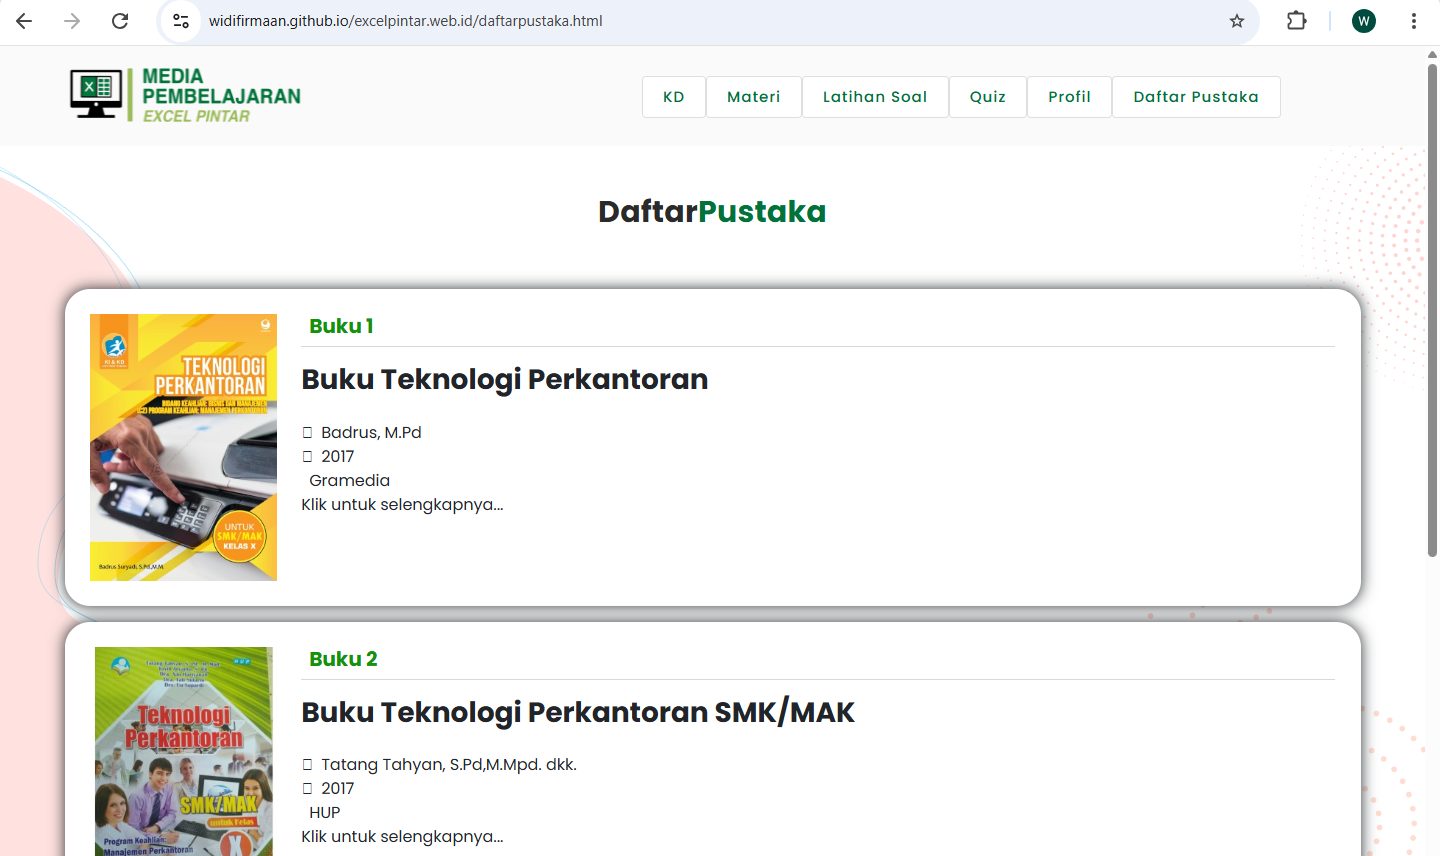 widifirmaan.github.io/excelpintar.web.id/daftarpustaka.html
W
MEDIA
PEMBELAJARAN
EXCEL PINTAR
KD
Materi
Latihan Soal
Quiz
Profil
Daftar Pustaka
DaftarPustaka
Buku 1
Buku Teknologi Perkantoran
Badrus, M.Pd
2017
Gramedia
Klik untuk selengkapnya...
KI & KD
TEKNOLOGI
PERKANTORAN
BIDANG KEAHLIAN: BISNIS DAN MANAJEMEN
(C2) PROGRAM KEAHLIAN: MANAJEMEN PERKANTORAN
UNTUK
SMK/MAK
KELAS X
Badrus Suryadi, S.Pd,M.M.
Buku 2
Buku Teknologi Perkantoran SMK/MAK
Tatang Tahyan, S.Pd,M.Mpd. dkk.
2017
HUP
Klik untuk selengkapnya...
HUP
Teknologi
Perkantoran
SMK/MAK
untuk Kelas
X
Program Keahlian:
Manajemen Perkantoran